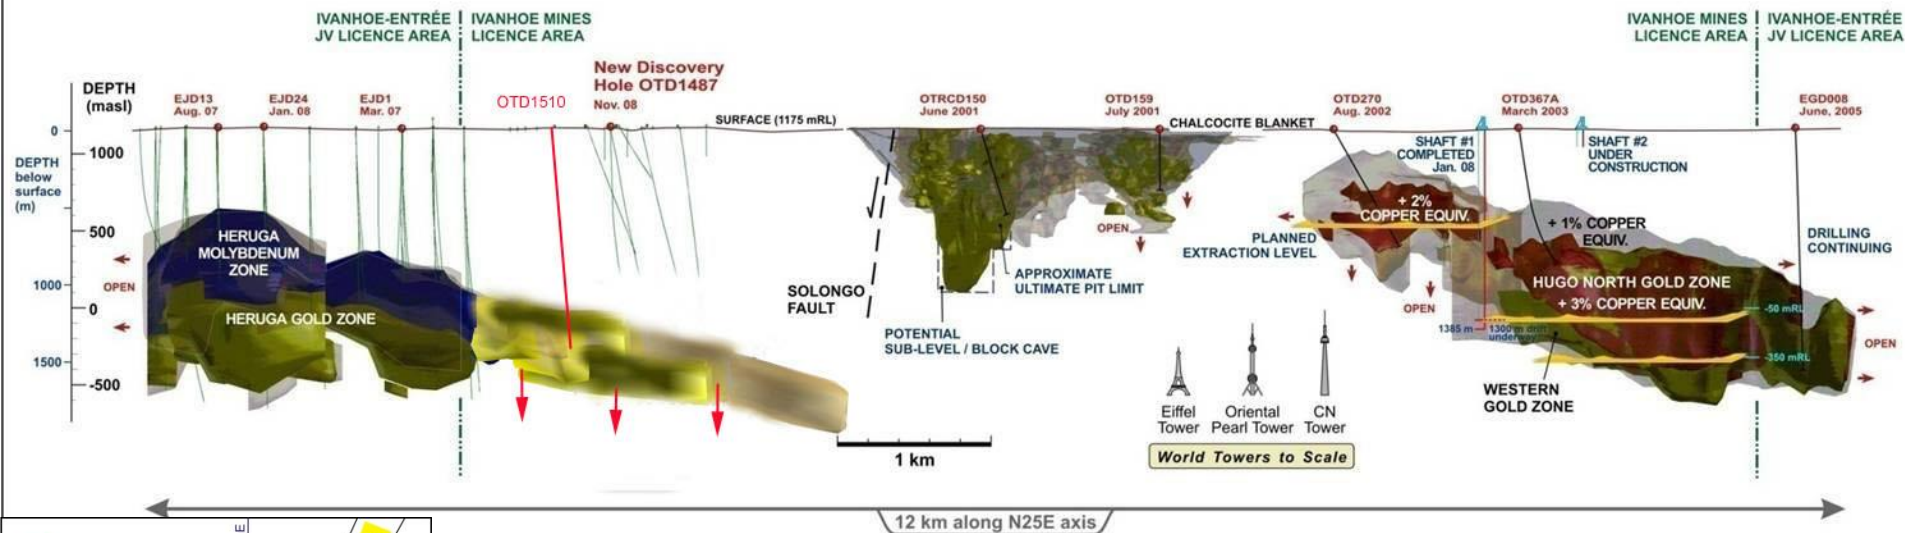 IVANHOE-ENTRÉE
JV LICENCE AREA
IVANHOE MINES
LICENCE AREA
IVANHOE MINES
LICENCE AREA
IVANHOE-ENTRÉE
JV LICENCE AREA
DEPTH
(masl)
EJD13
Aug. 07
EJD24
Jan. 08
EJD1
Mar. 07
OTD1510
New Discovery
Hole OTD1487
Nov. 08
OTRCD150
June 2001
OTD159
July 2001
OTD270
Aug. 2002
OTD367A
March 2003
EGD008
June, 2005
SURFACE (1175 mRL)
CHALCOCITE BLANKET
0
DEPTH
below
surface
(m)
1000
1500
1000
500
0
-500
SHAFT #1
COMPLETED
Jan. 08
SHAFT #2
UNDER
CONSTRUCTION
HERUGA
MOLYBDENUM
ZONE
HERUGA GOLD ZONE
OPEN
SOLONGO
FAULT
OPEN
APPROXIMATE
ULTIMATE PIT LIMIT
POTENTIAL
SUB-LEVEL / BLOCK CAVE
PLANNED
EXTRACTION LEVEL
+ 2%
COPPER EQUIV.
+ 1% COPPER
EQUIV.
DRILLING
CONTINUING
HUGO NORTH GOLD ZONE
+ 3% COPPER EQUIV.
OPEN
-50 mRL
1385 m
1300 m drift
underway
-350 mRL
OPEN
WESTERN
GOLD ZONE
Eiffel
Tower
Oriental
Pearl Tower
CN
Tower
World Towers to Scale
1 km
12 km along N25E axis
E